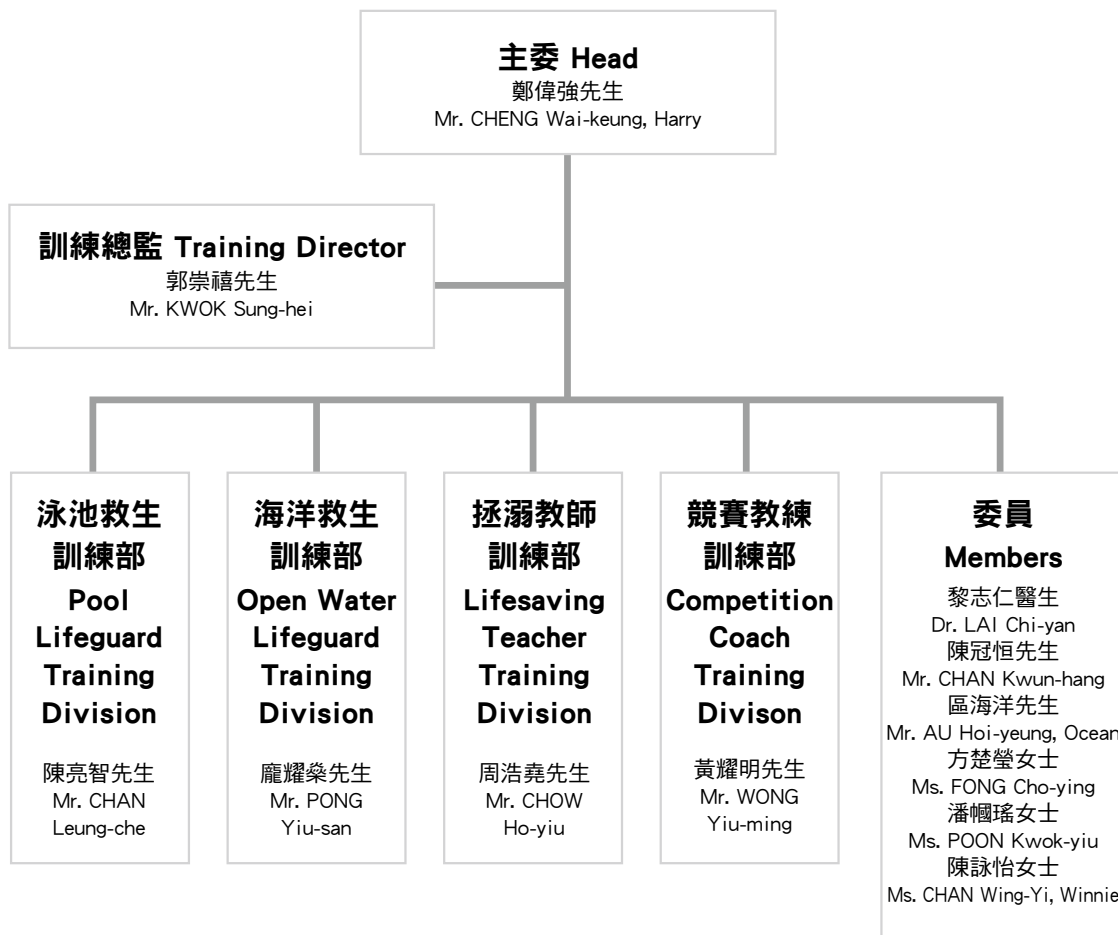 主委 Head
鄭偉強先生
Mr. CHENG Wai-keung, Harry
訓練總監 Training Director
郭崇禧先生
Mr. KWOK Sung-hei
泳池救生
訓練部
Pool
Lifeguard
Training
Division
陳亮智先生
Mr. CHAN
Leung-che
海洋救生
訓練部
Open Water
Lifeguard
Training
Division
龐耀燊先生
Mr. PONG
Yiu-san
拯溺教師
訓練部
Lifesaving
Teacher
Training
Division
周浩堯先生
Mr. CHOW
Ho-yiu
競賽教練
訓練部
Competition
Coach
Training
Divison
黃耀明先生
Mr. WONG
Yiu-ming
委員
Members
黎志仁醫生
Dr. LAI Chi-yan
陳冠恒先生
Mr. CHAN Kwun-hang
區海洋先生
Mr. AU Hoi-yeung, Ocean
方楚瑩女士
Ms. FONG Cho-ying
潘幗瑤女士
Ms. POON Kwok-yiu
陳詠怡女士
Ms. CHAN Wing-Yi, Winnie